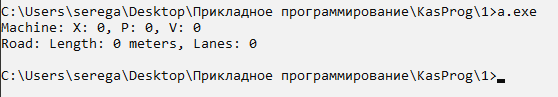 C:\Users\serega\Desktop\Прикладное программирование\KasProg\1>a.exe
Machine: X: 0, P: 0, V: 0
Road: Length: 0 meters, Lanes: 0
C:\Users\serega\Desktop\Прикладное программирование\KasProg\1>